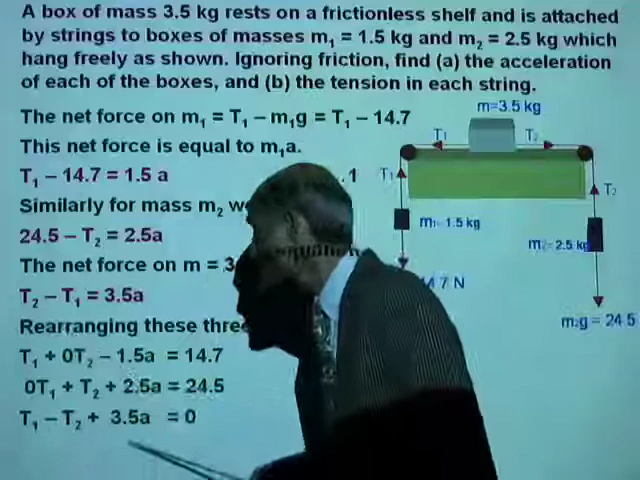 A box of mass 3.5 kg rests on a frictionless shelf and is attached
by strings to boxes of masses m₁ = 1.5 kg and m₂ = 2.5 kg which
hang freely as shown. Ignoring friction, find (a) the acceleration
of each of the boxes, and (b) the tension in each string.
The net force on m₁ = T₁ – m₁g = T₁ – 14.7
This net force is equal to m₁a.
T₁ – 14.7 = 1.5 a ..1
Similarly for mass m₂
24.5 – T₂ = 2.5a
equation
The net force on m = 3
T₂ – T₁ = 3.5a
Rearranging these three
T₁ + 0T₂ – 1.5a = 14.7
0T₁ + T₂ + 2.5a = 24.5
T₁ – T₂ + 3.5a = 0
m=3.5 kg
T₁ T₂
T₁ T₂
m₁=1.5 kg
m₂=2.5 kg
7 N
m₂g = 24.5